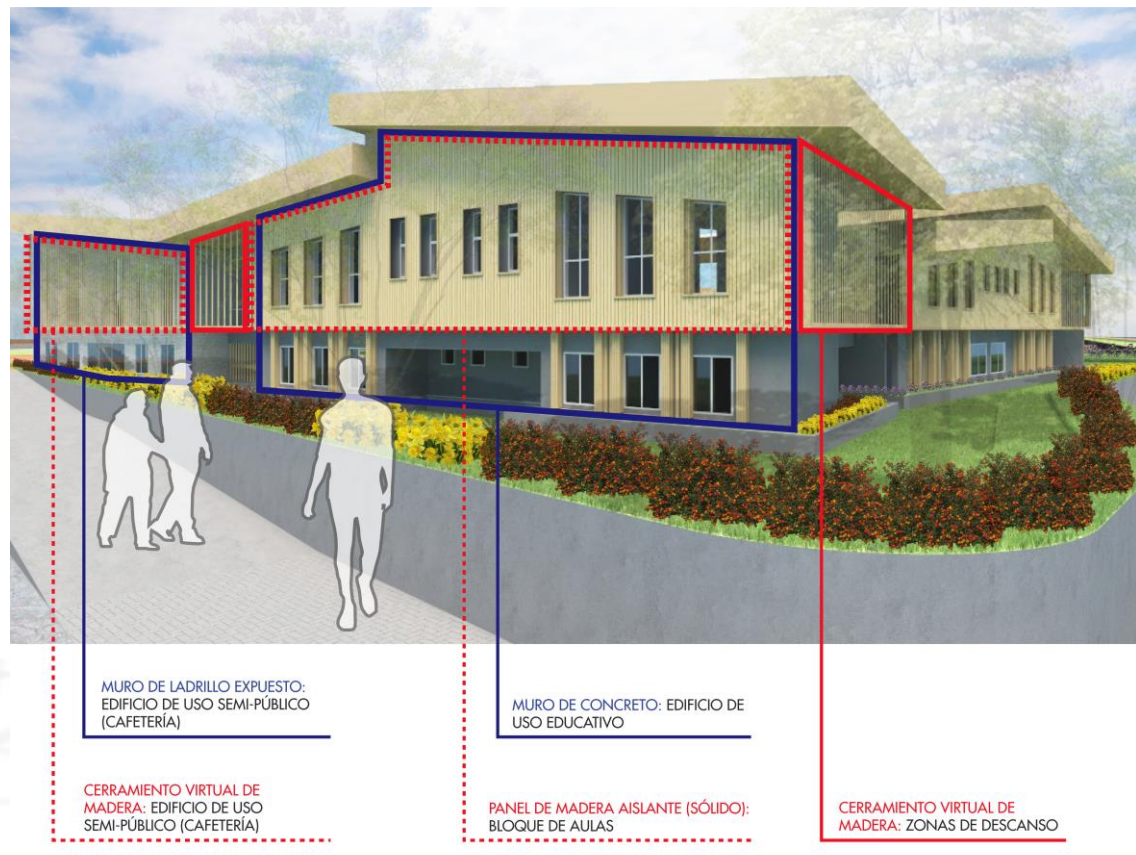 MURO DE LADRILLO EXPUESTO:
EDIFICIO DE USO SEMI-PÚBLICO
(CAFETERÍA)
MURO DE CONCRETO: EDIFICIO DE
USO EDUCATIVO
CERRAMIENTO VIRTUAL DE
MADERA: EDIFICIO DE USO
SEMI-PÚBLICO (CAFETERÍA)
PANEL DE MADERA AISLANTE (SÓLIDO):
BLOQUE DE AULAS
CERRAMIENTO VIRTUAL DE
MADERA: ZONAS DE DESCANSO